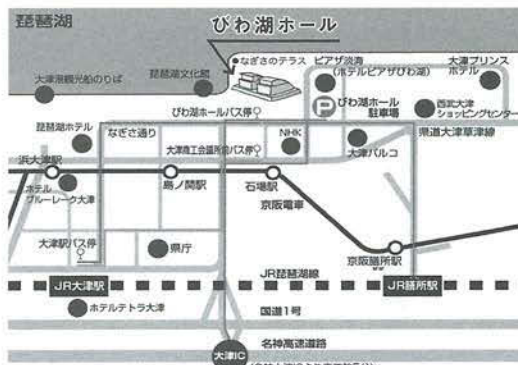 琵琶湖
びわ湖ホール
なぎさのテラス
ピアザ淡海
(ホテルピアザびわ湖)
大津プリンス
ホテル
大津港観光船のりば
琵琶湖文化館
びわ湖ホール
駐車場
P
西武大津
ショッピングセンター
びわ湖ホールバス停
琵琶湖ホテル
なぎさ通り
大津商工会議所前バス停
NHK
大津パルコ
県道大津草津線
浜大津駅
島ノ関駅
石場駅
ホテル
ブルーレーク大津
京阪電車
大津駅バス停
県庁
京阪膳所駅
JR琵琶湖線
JR大津駅
JR膳所駅
ホテルテトラ大津
国道1号
名神高速道路
大津IC